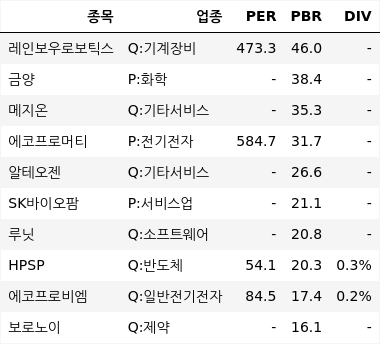 종목 업종 PER PBR DIV
레인보우로보틱스 Q:기계장비 473.3 46.0 -
금양 P:화학 - 38.4 -
메지온 Q:기타서비스 - 35.3 -
에코프로머티 P:전기전자 584.7 31.7 -
알테오젠 Q:기타서비스 - 26.6 -
SK바이오팜 P:서비스업 - 21.1 -
루닛 Q:소프트웨어 - 20.8 -
HPSP Q:반도체 54.1 20.3 0.3%
에코프로비엠 Q:일반전기전자 84.5 17.4 0.2%
보로노이 Q:제약 - 16.1 -